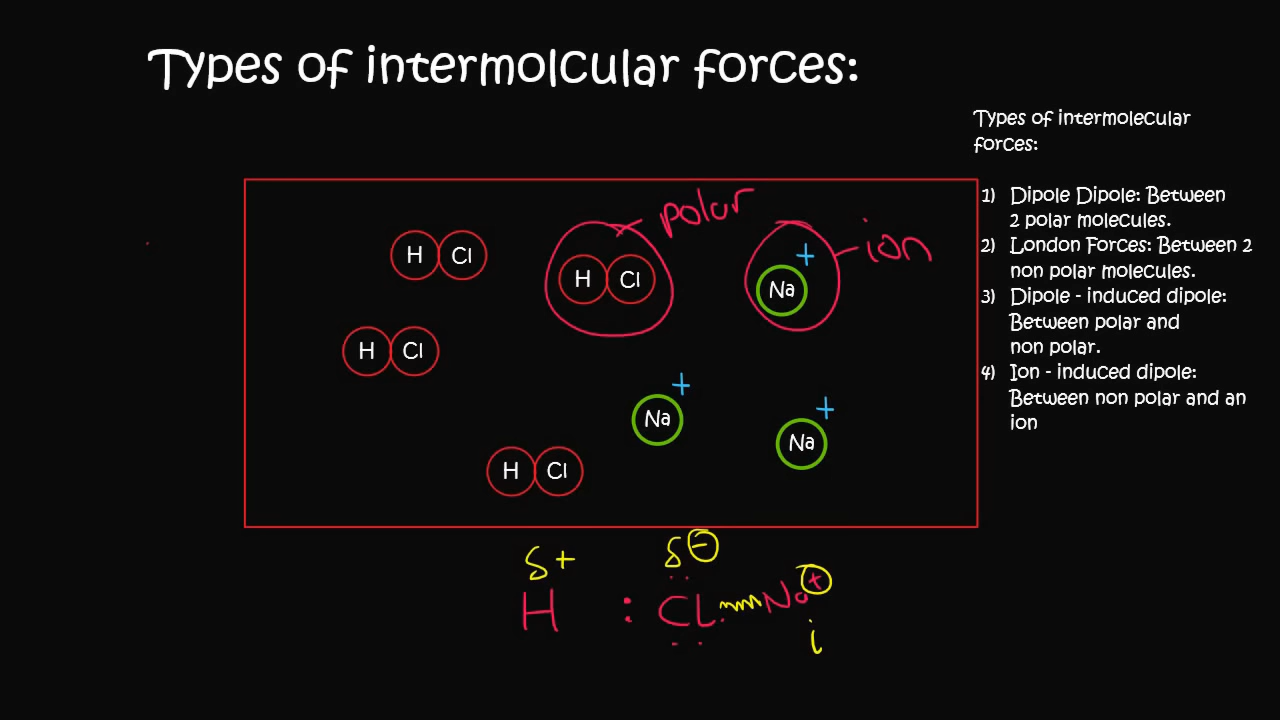 Types of intermolcular forces:
Types of intermolecular
forces:
1) Dipole Dipole: Between
2 polar molecules.
2) London Forces: Between 2
non polar molecules.
3) Dipole - induced dipole:
Between polar and
non polar.
4) Ion - induced dipole:
Between non polar and an
ion
polar
ion
H Cl
H Cl
Na +
H Cl
Na +
Na +
H Cl
δ+ δ-
H : Cl Na+
i